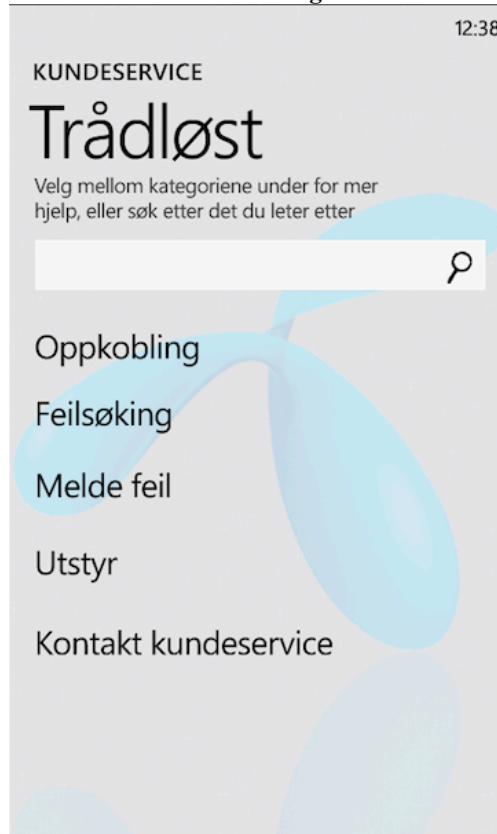 12:38
KUNDESERVICE
Trådløst
Velg mellom kategoriene under for mer
hjelp, eller søk etter det du leter etter
Oppkobling
Feilsøking
Melde feil
Utstyr
Kontakt kundeservice